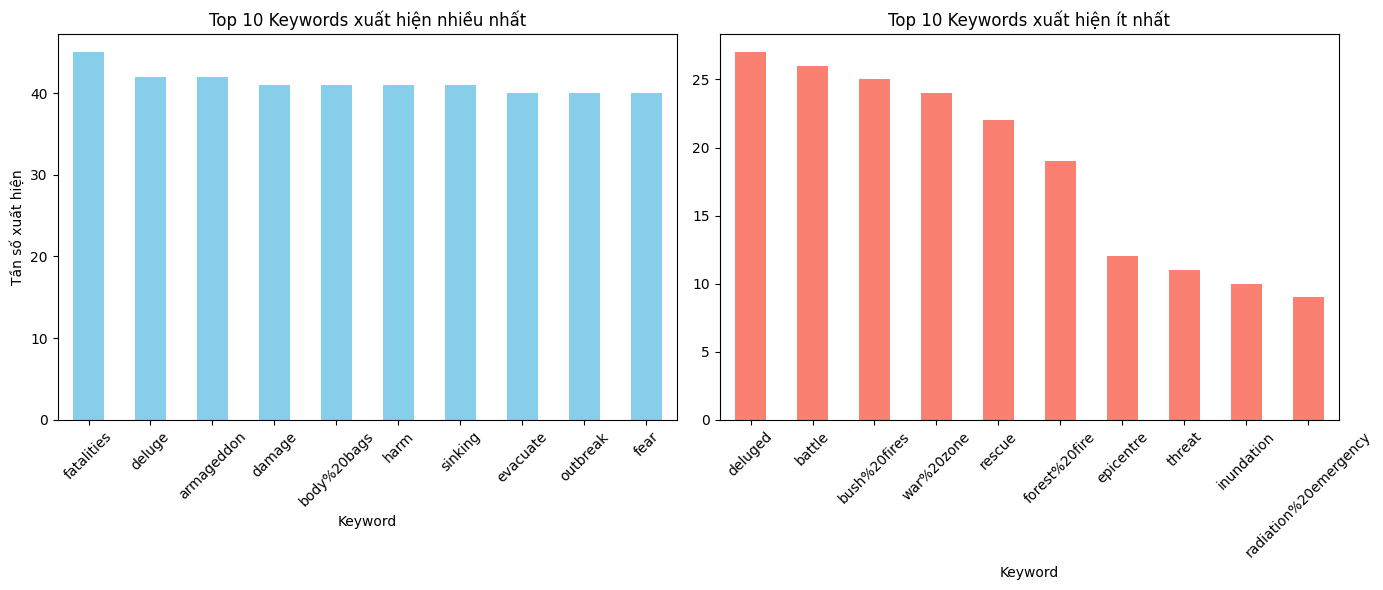 Top 10 Keywords xuất hiện nhiều nhất
Tần số xuất hiện
40
30
20
10
0
fatalities
deluge
armageddon
damage
body%20bags
harm
sinking
evacuate
outbreak
fear
Keyword
Top 10 Keywords xuất hiện ít nhất
25
20
15
10
5
0
deluged
battle
bush%20fires
war%20zone
rescue
forest%20fire
epicentre
threat
inundation
radiation%20emergency
Keyword